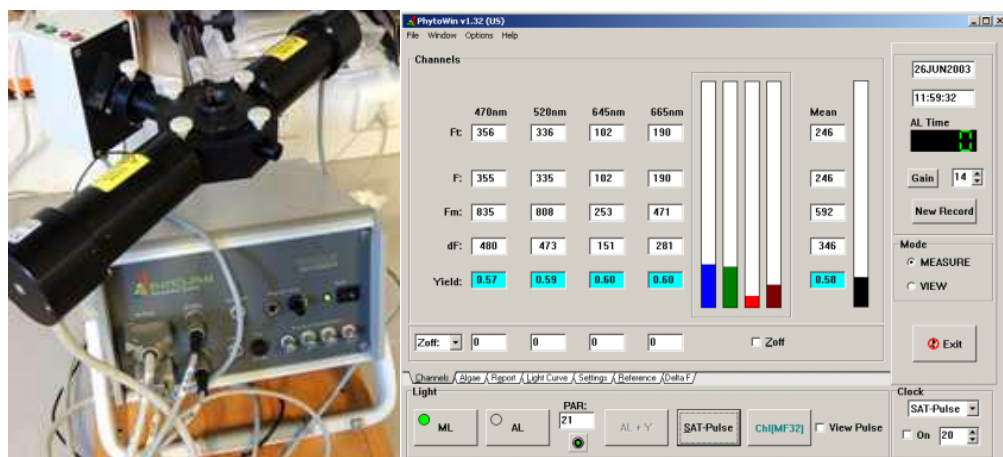 PhytoWin v1.32 (US)
File Window Options Help
Channels
470nm 520nm 645nm 665nm Mean
Ft: 356 336 102 190 246
F: 355 335 102 190 246
Fm: 835 808 253 471 592
dF: 480 473 151 281 346
Yield: 0.57 0.59 0.60 0.60 0.58
Zoff: 0 0 0 0 Zoff
Channels Algae Report Light Curve Settings Reference Delta F
26JUN2003
11:59:32
AL Time
0
Gain 14
New Record
Mode
MEASURE
VIEW
Exit
Light
ML AL
PAR:
21
AL + Y
SAT-Pulse
Chl(MF32)
View Pulse
Clock
SAT-Pulse
On 20